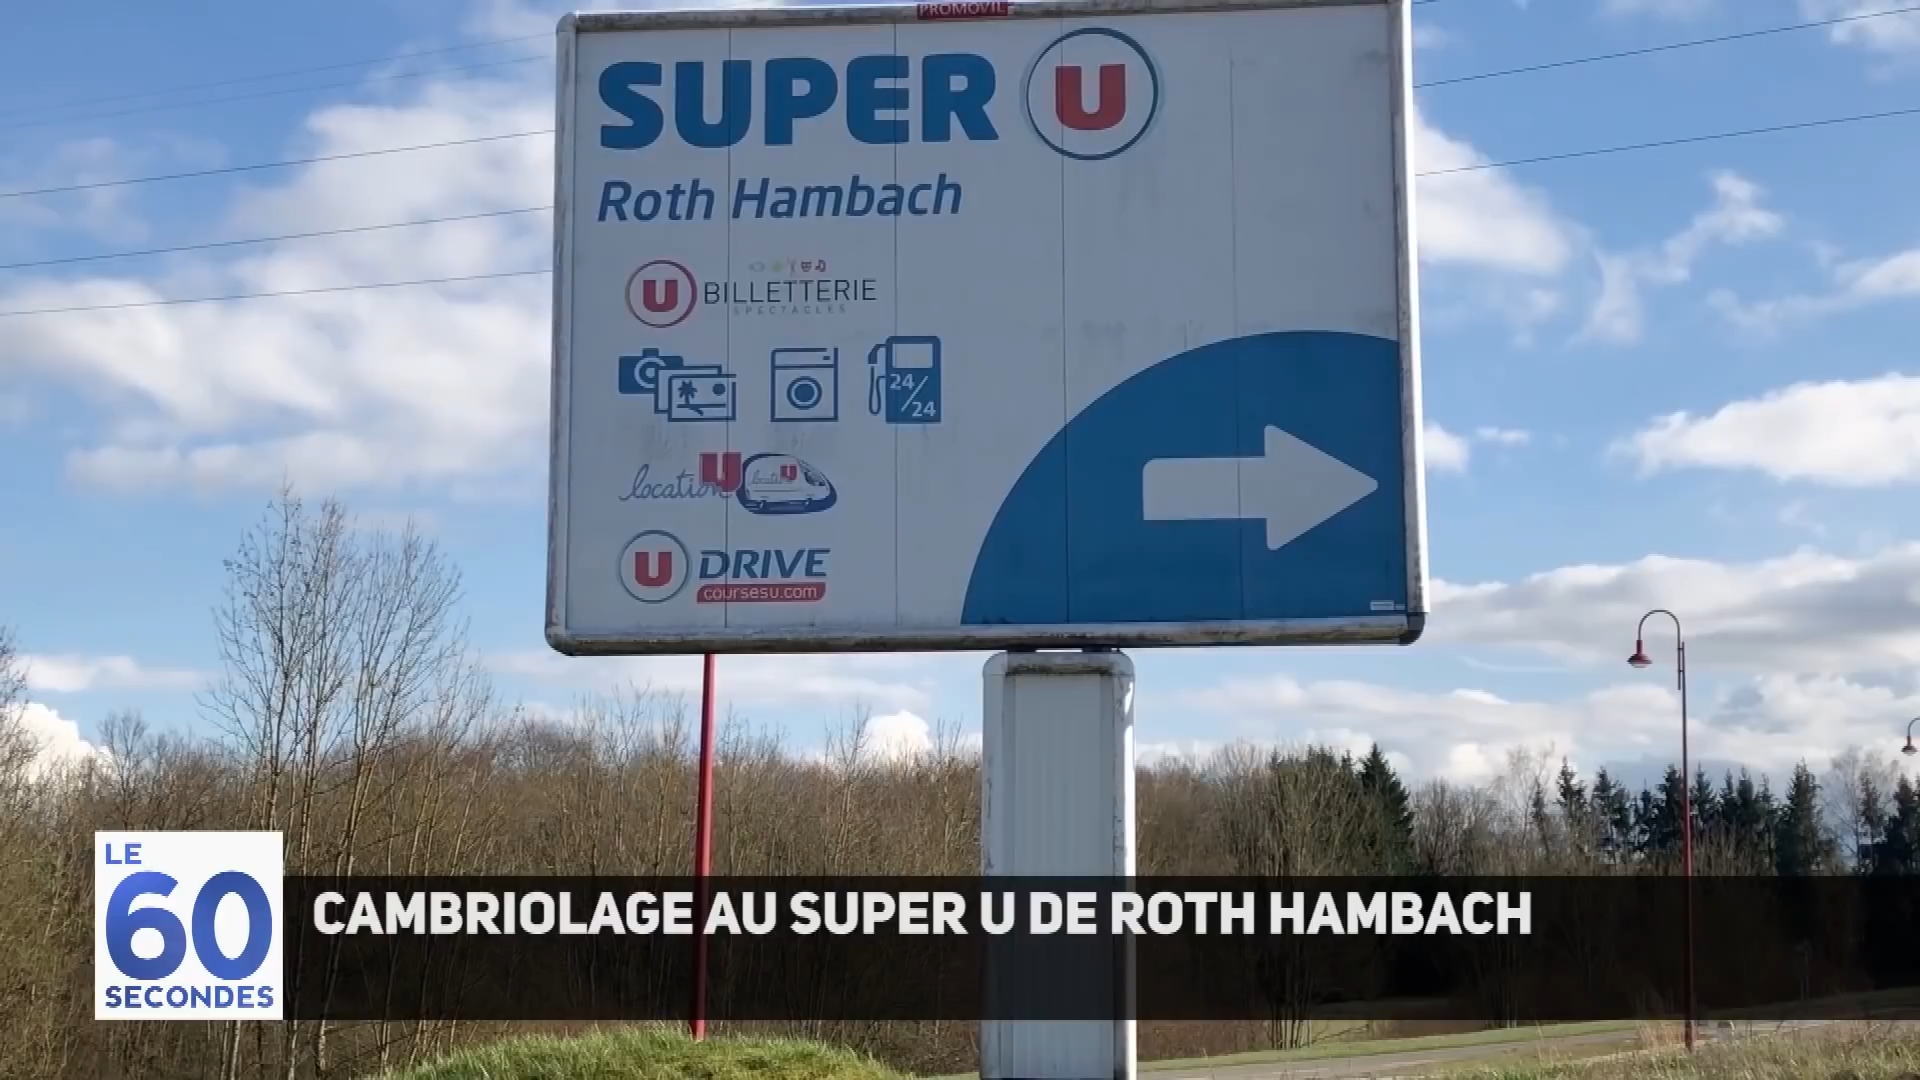 PROMOVIL
SUPER U
Roth Hambach
U BILLETTERIE
SPECTACLES
24/24
location U
location U
U DRIVE
coursesu.com
LE
60
SECONDES
CAMBRIOLAGE AU SUPER U DE ROTH HAMBACH